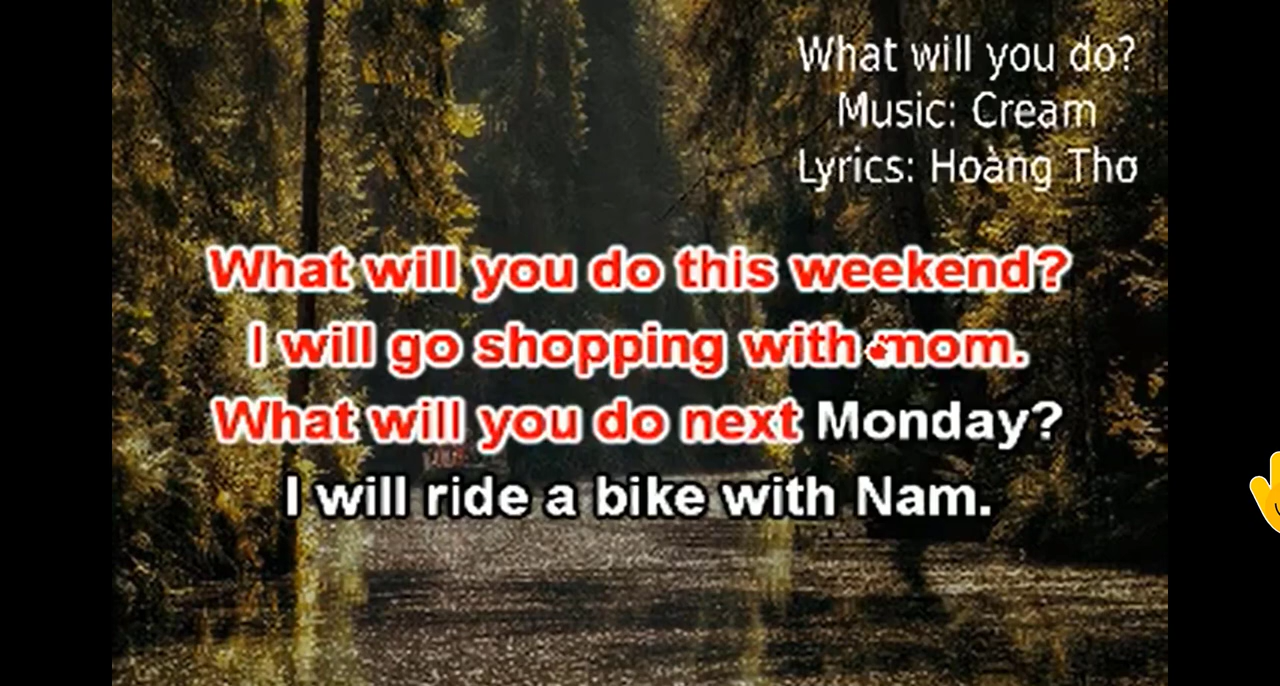 What will you do?
Music: Cream
Lyrics: Hoàng Thơ
What will you do this weekend?
I will go shopping with mom.
What will you do next Monday?
I will ride a bike with Nam.